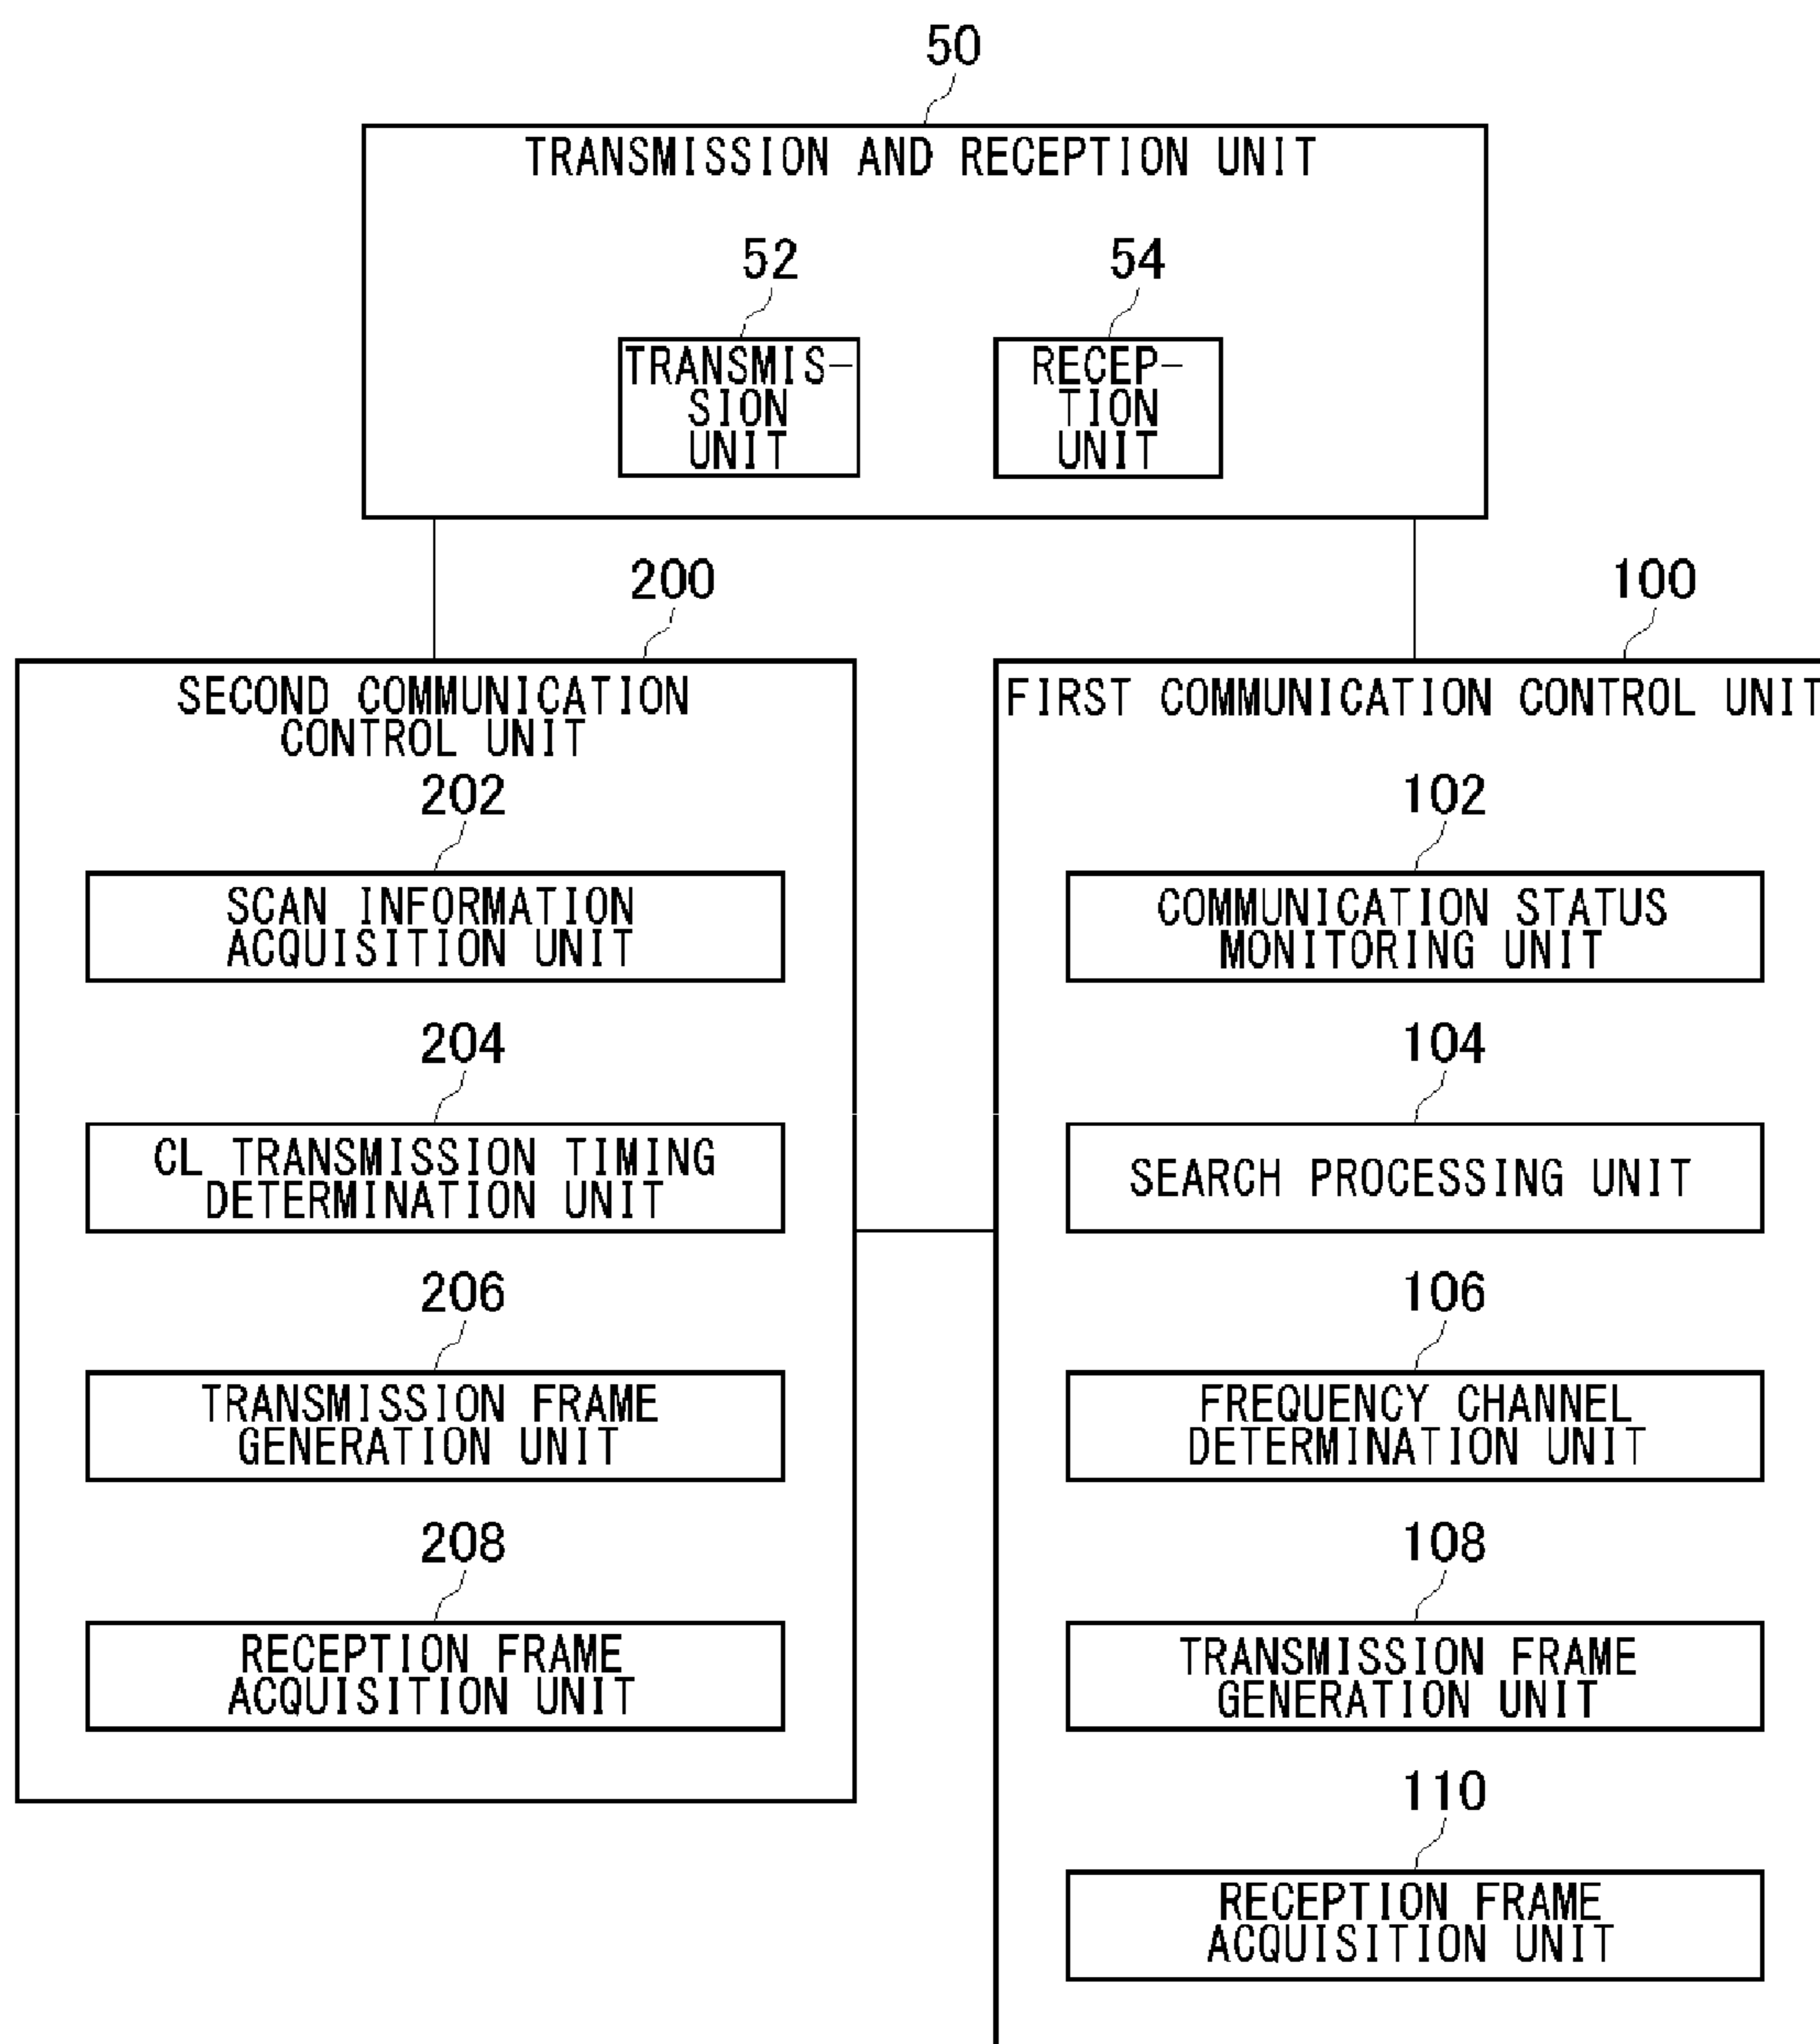 50
TRANSMISSION AND RECEPTION UNIT
52
TRANSMIS-
SION
UNIT
54
RECEP-
TION
UNIT
200
SECOND COMMUNICATION
CONTROL UNIT
202
SCAN INFORMATION
ACQUISITION UNIT
204
CL TRANSMISSION TIMING
DETERMINATION UNIT
206
TRANSMISSION FRAME
GENERATION UNIT
208
RECEPTION FRAME
ACQUISITION UNIT
100
FIRST COMMUNICATION CONTROL UNIT
102
COMMUNICATION STATUS
MONITORING UNIT
104
SEARCH PROCESSING UNIT
106
FREQUENCY CHANNEL
DETERMINATION UNIT
108
TRANSMISSION FRAME
GENERATION UNIT
110
RECEPTION FRAME
ACQUISITION UNIT